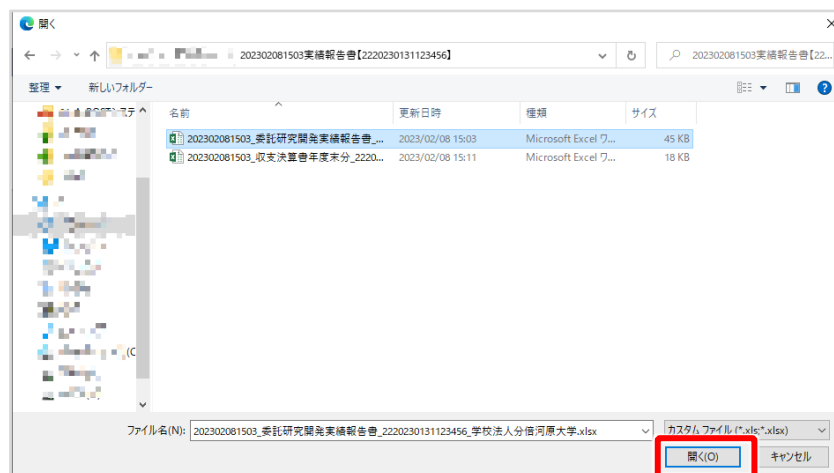 開く
202302081503実績報告書【2220230131123456】
202302081503実績報告書【22...
整理 新しいフォルダー
名前 更新日時 種類 サイズ
202302081503_委託研究開発実績報告書_... 2023/02/08 15:03 Microsoft Excel ワ... 45 KB
202302081503_収支決算書年度末分_2220... 2023/02/08 15:11 Microsoft Excel ワ... 18 KB
ファイル名(N): 202302081503_委託研究開発実績報告書_2220230131123456_学校法人分倍河原大学.xlsx カスタム ファイル (*.xls;*.xlsx)
開く(O) キャンセル